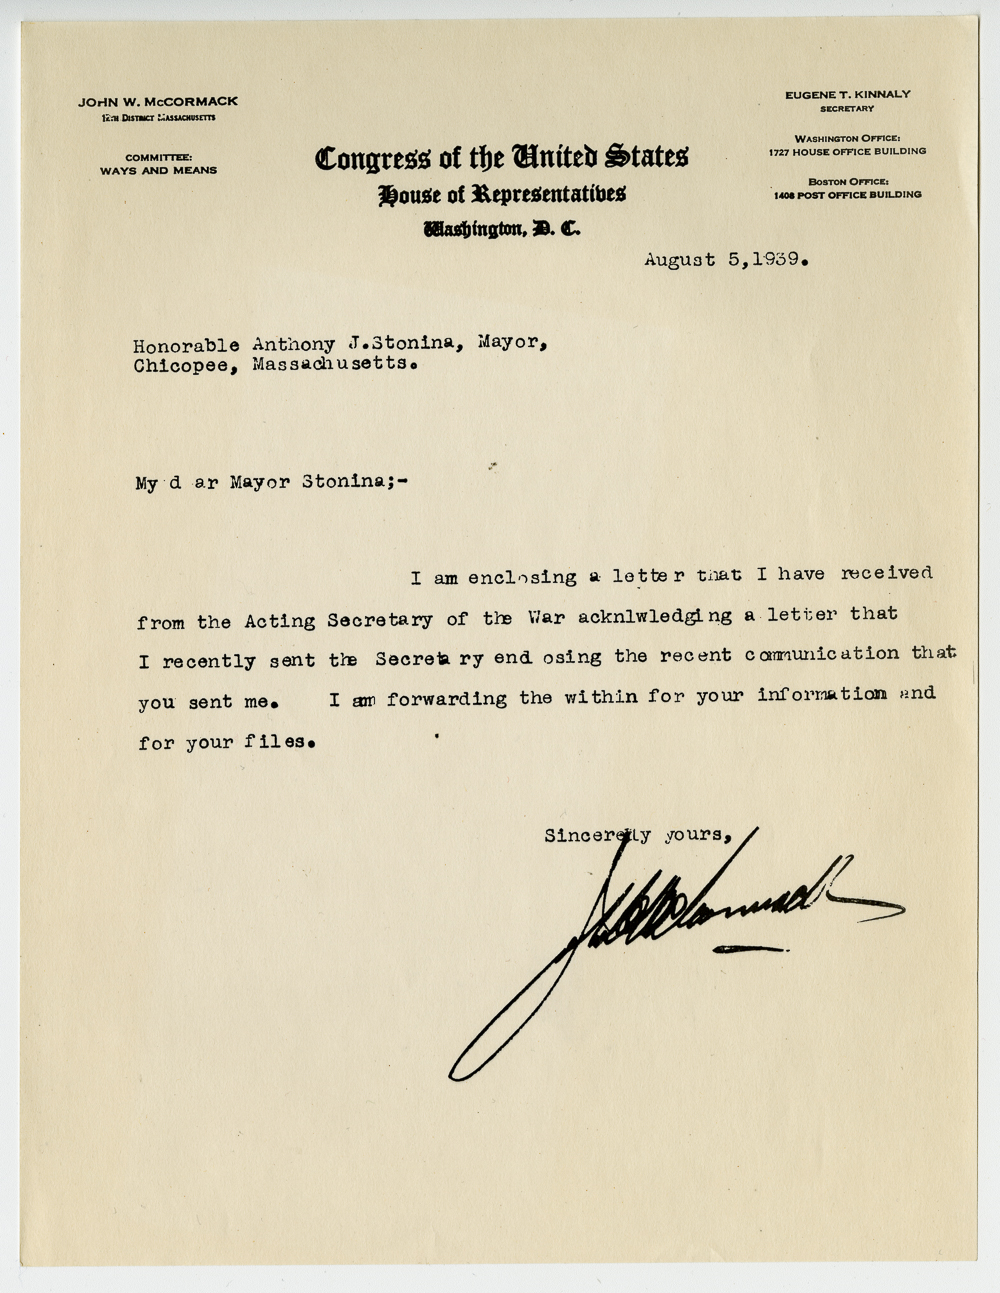 JOHN W. McCORMACK
12TH DISTRICT MASSACHUSETTS
COMMITTEE:
WAYS AND MEANS
EUGENE T. KINNALY
SECRETARY
WASHINGTON OFFICE:
1727 HOUSE OFFICE BUILDING
BOSTON OFFICE:
1408 POST OFFICE BUILDING
Congress of the United States
House of Representatives
Washington, D. C.
August 5,1939.
Honorable Anthony J.Stonina, Mayor,
Chicopee, Massachusetts.
My d ar Mayor Stonina;-
I am enclosing a letter that I have received
from the Acting Secretary of the War acknlwledging a letter that
I recently sent the Secretary enclosing the recent communication that
you sent me. I am forwarding the within for your information and
for your files.
Sincerely yours,
John W. McCormack